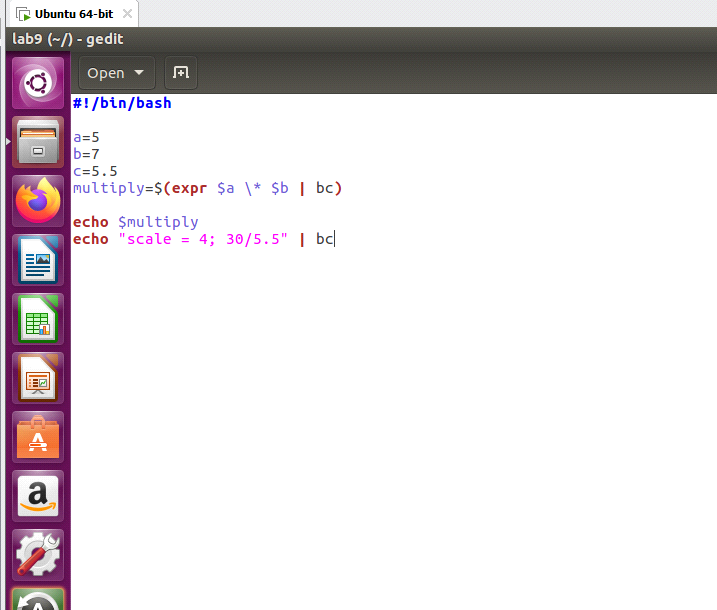 Ubuntu 64-bit
lab9 (~/) - gedit
Open
#!/bin/bash
a=5
b=7
c=5.5
multiply=$(expr $a \* $b | bc)
echo $multiply
echo "scale = 4; 30/5.5" | bc